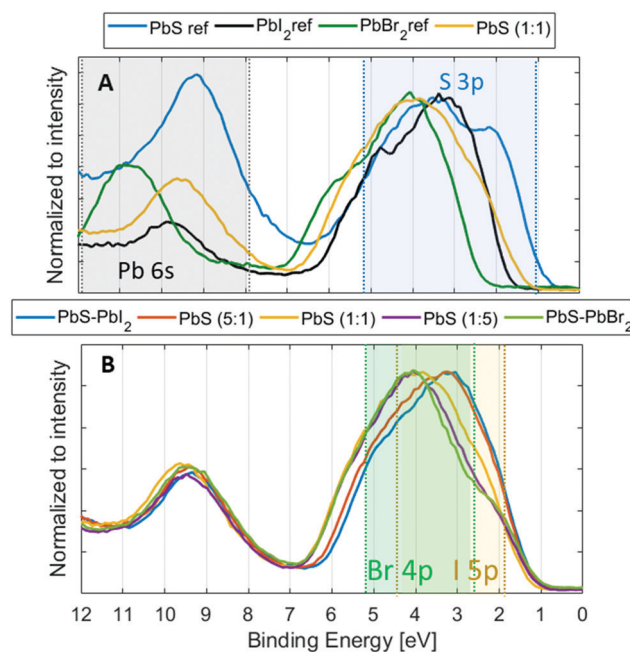 PbS ref PbI₂ref PbBr₂ref PbS (1:1)
A
S 3p
Pb 6s
Normalized to intensity
PbS-PbI₂ PbS (5:1) PbS (1:1) PbS (1:5) PbS-PbBr₂
B
Br 4p I 5p
Normalized to intensity
12 11 10 9 8 7 6 5 4 3 2 1 0
Binding Energy [eV]